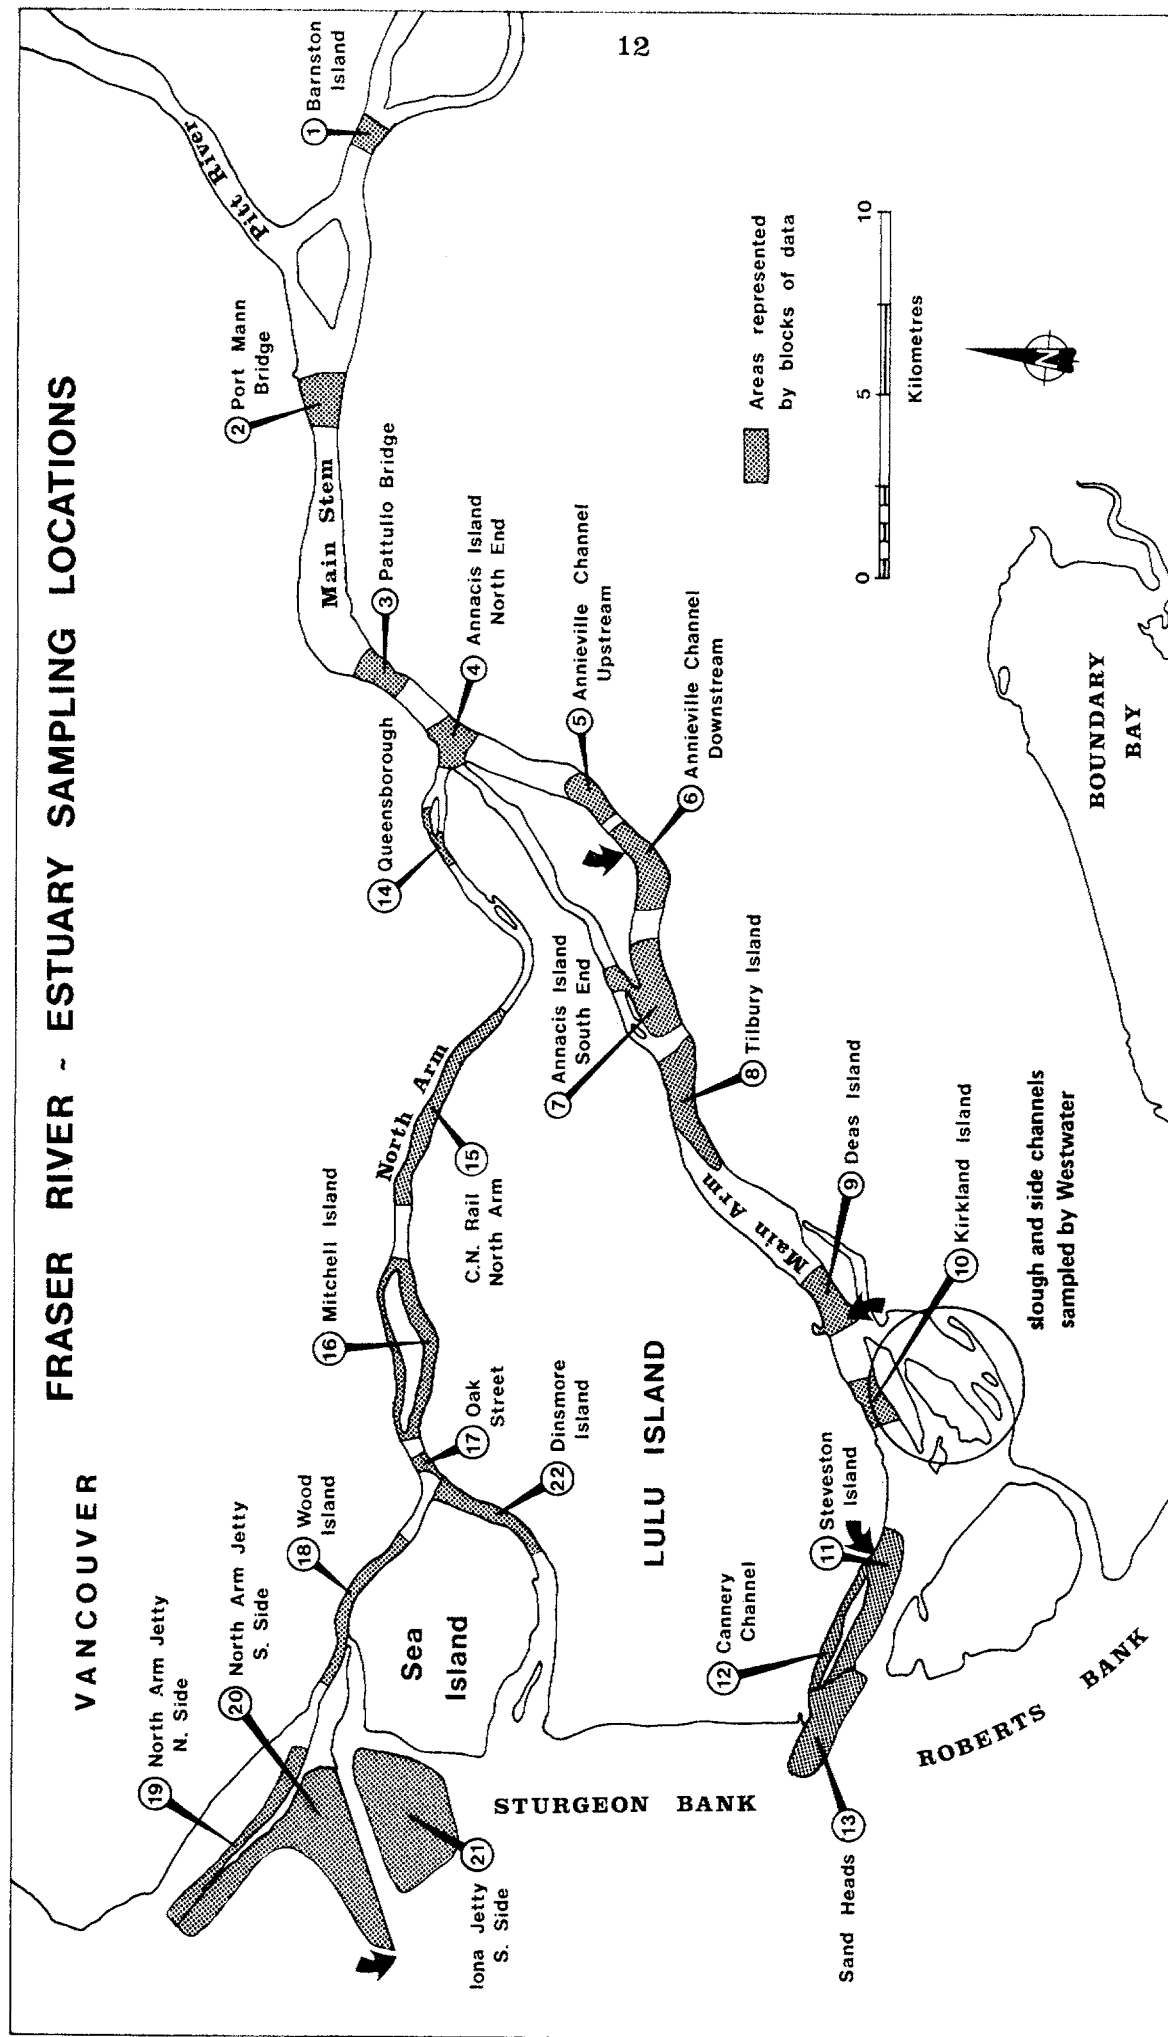 12
FRASER RIVER ~ ESTUARY SAMPLING LOCATIONS
VANCOUVER
Pitt River
1 Barnston
Island
2 Port Mann
Bridge
Main Stem
3 Pattullo Bridge
4 Annacis Island
North End
5 Annieville Channel
Upstream
6 Annieville Channel
Downstream
7 Annacis Island
South End
8 Tilbury Island
Main Arm
9 Deas Island
10 Kirkland Island
slough and side channels
sampled by Westwater
11 Steveston
Island
12 Cannery
Channel
Sand Heads 13
14 Queensborough
North Arm
15
C.N. Rail
North Arm
16 Mitchell Island
17 Oak
Street
18 Wood
Island
19 North Arm Jetty
N. Side
20 North Arm Jetty
S. Side
21
Iona Jetty
S. Side
22 Dinsmore
Island
Sea
Island
LULU ISLAND
STURGEON BANK
ROBERTS BANK
BOUNDARY
BAY
Areas represented
by blocks of data
0 5 10
Kilometres
N